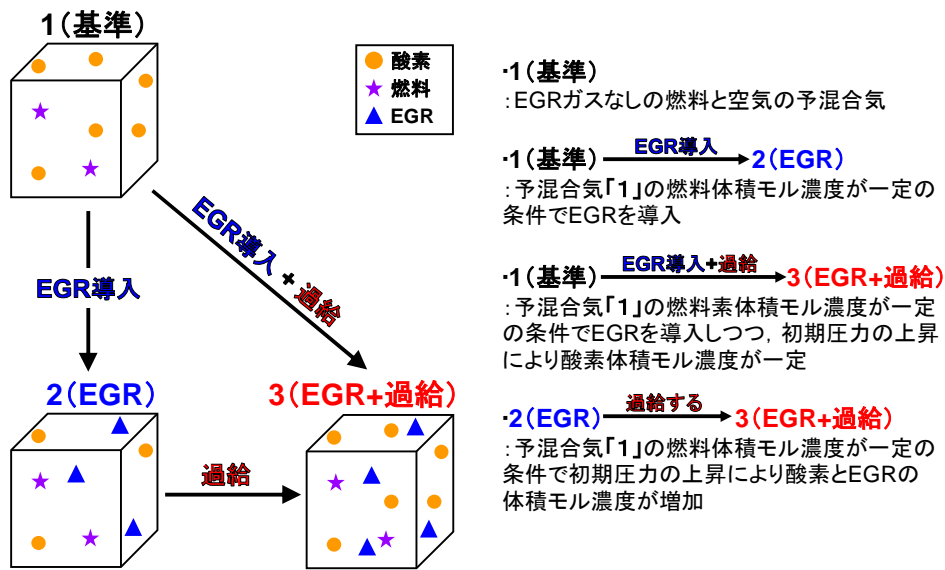 1(基準)
酸素
燃料
EGR
EGR導入
EGR導入 + 過給
2(EGR)
3(EGR+過給)
過給
･1(基準)
:EGRガスなしの燃料と空気の予混合気
･1(基準) EGR導入 2(EGR)
:予混合気「1」の燃料体積モル濃度が一定の
条件でEGRを導入
･1(基準) EGR導入+過給 3(EGR+過給)
:予混合気「1」の燃料素体積モル濃度が一定
の条件でEGRを導入しつつ, 初期圧力の上昇
により酸素体積モル濃度が一定
･2(EGR) 過給する 3(EGR+過給)
:予混合気「1」の燃料体積モル濃度が一定の
条件で初期圧力の上昇により酸素とEGRの
体積モル濃度が増加